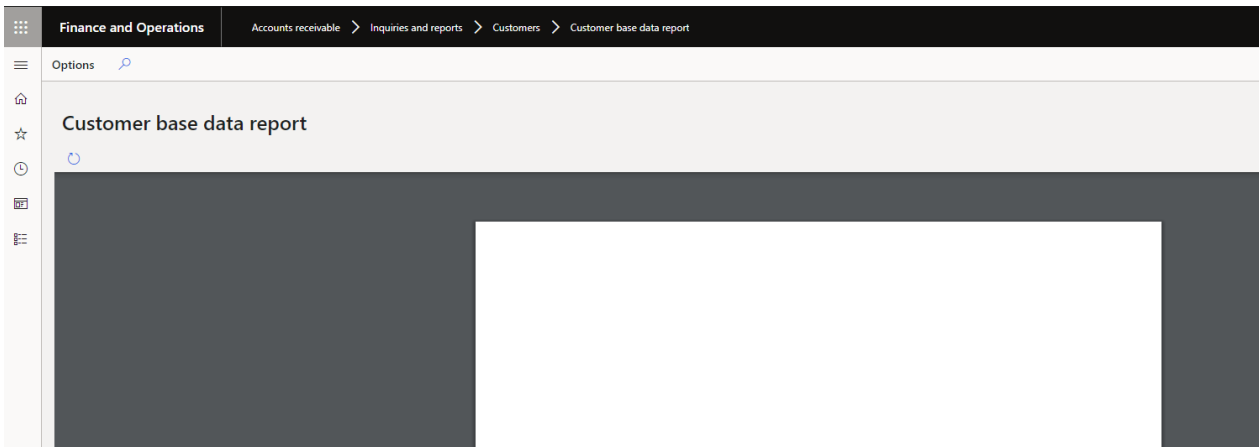 Finance and Operations Accounts receivable > Inquiries and reports > Customers > Customer base data report
Options
Customer base data report